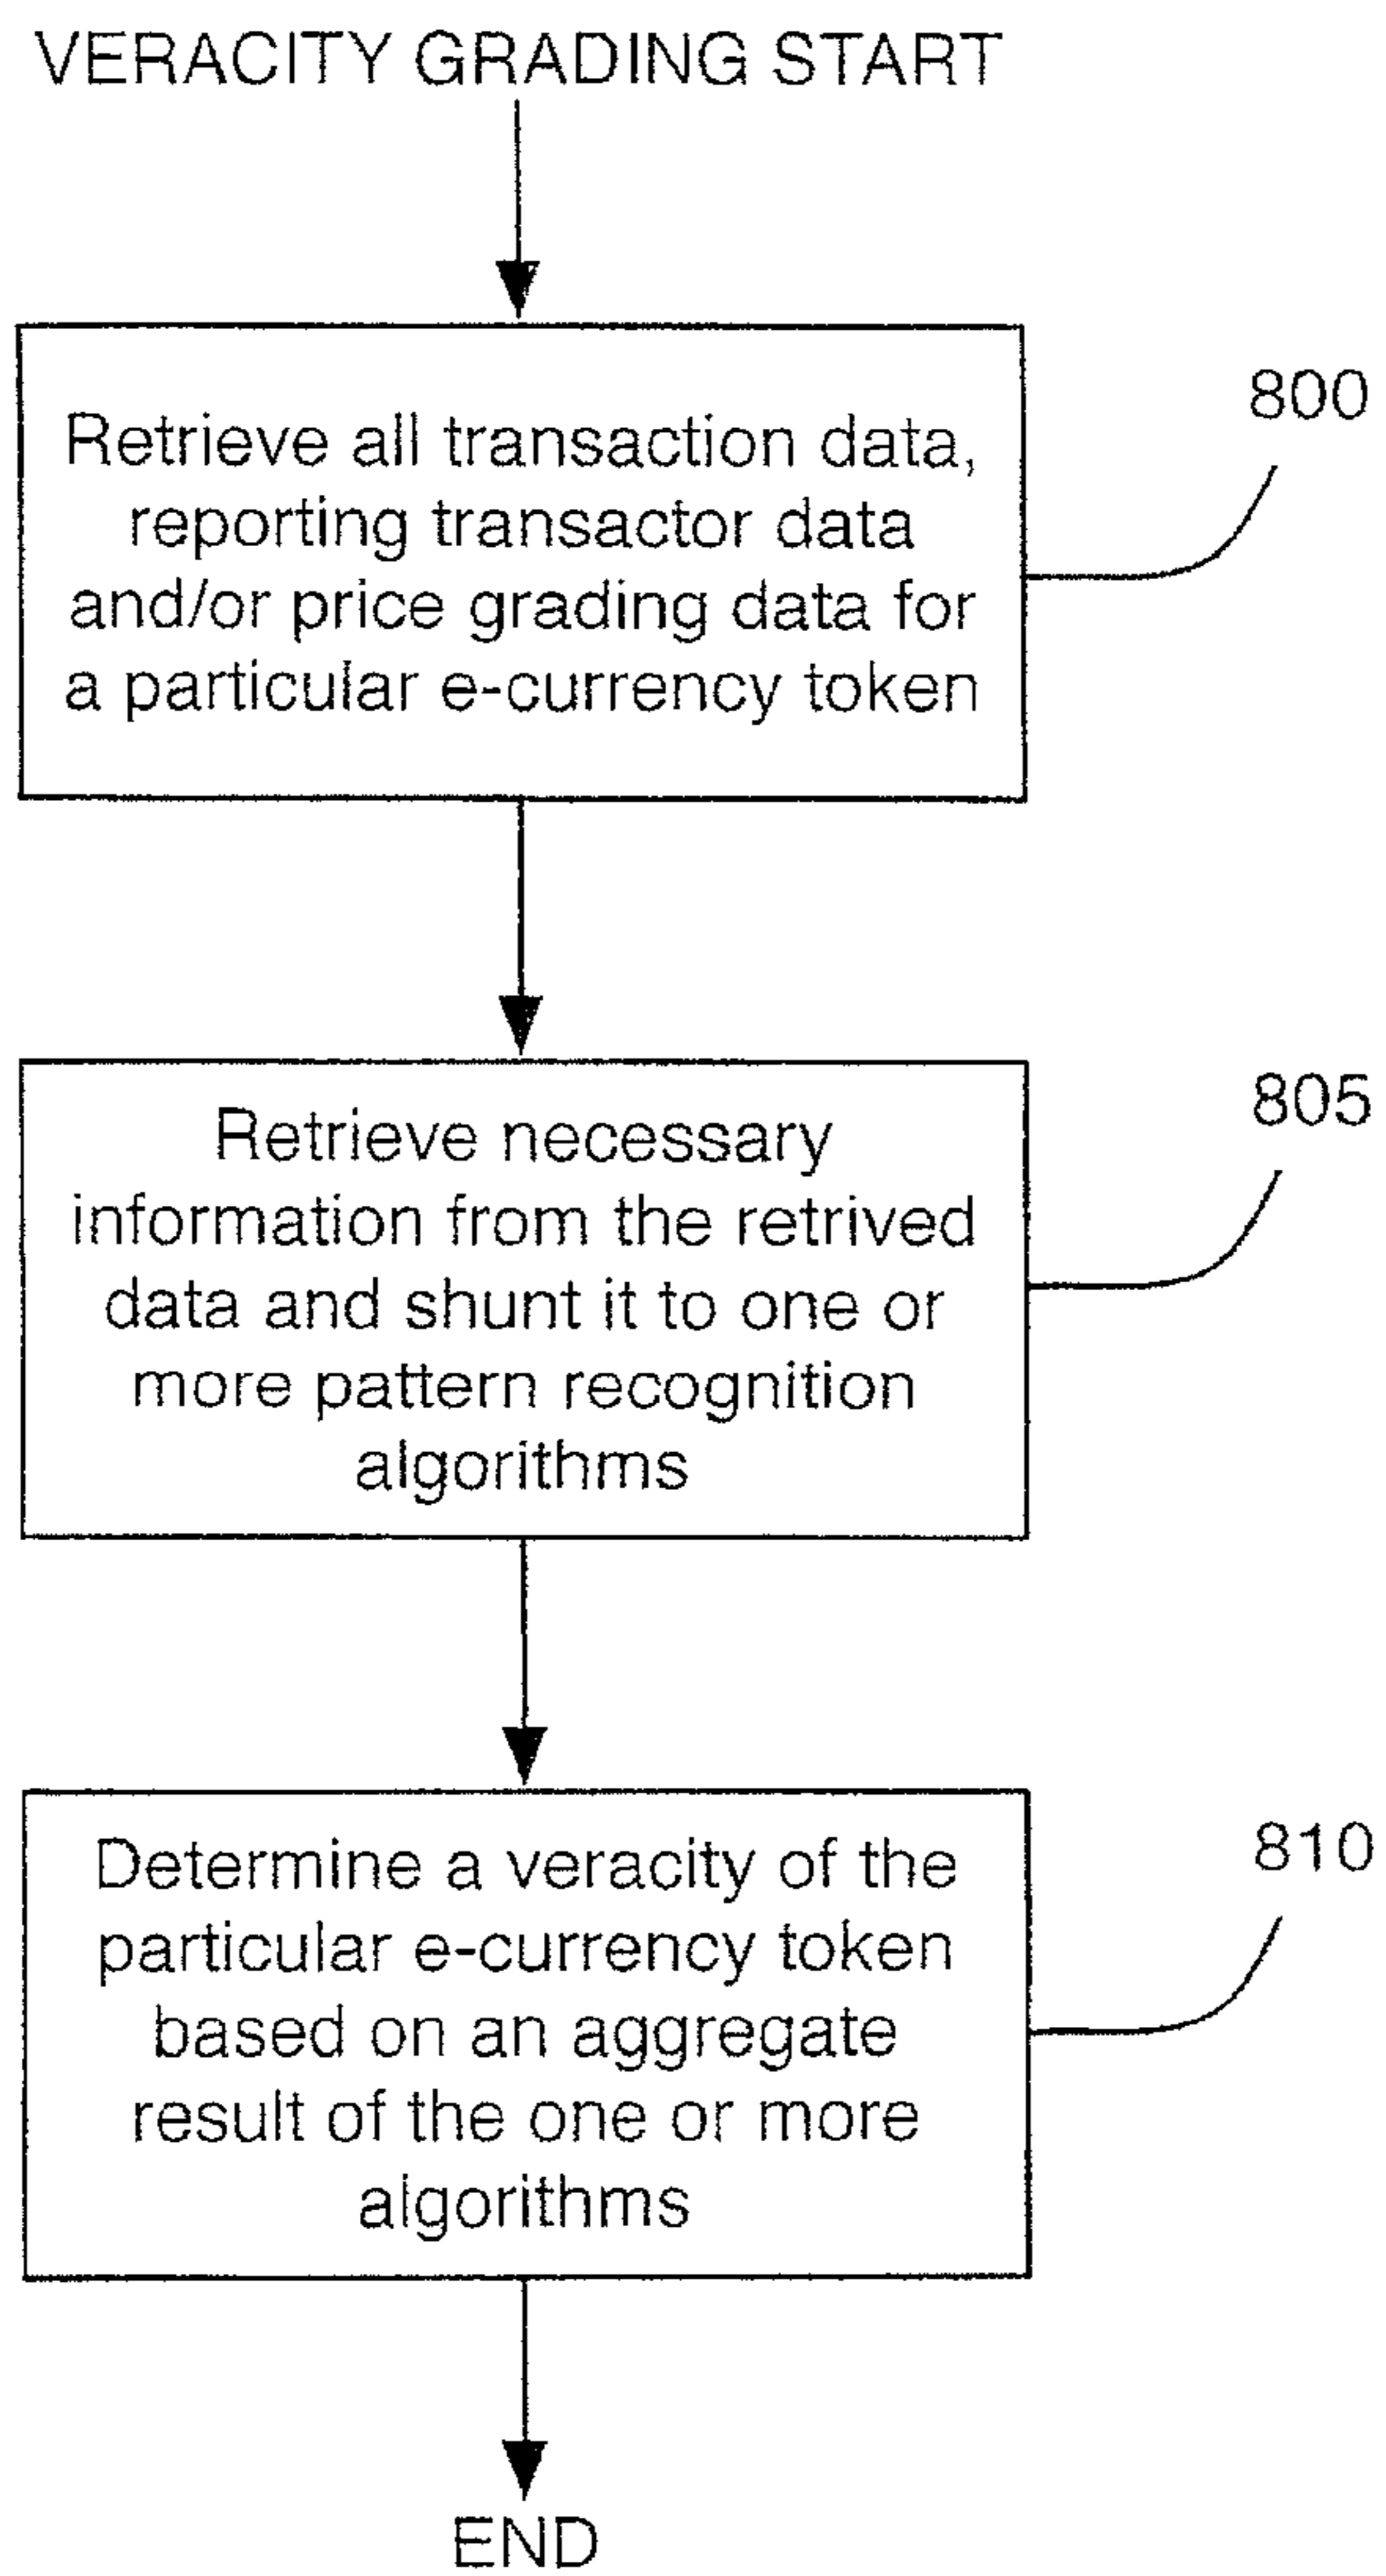 VERACITY GRADING START
Retrieve all transaction data,
reporting transactor data
and/or price grading data for
a particular e-currency token
800
Retrieve necessary
information from the retrived
data and shunt it to one or
more pattern recognition
algorithms
805
Determine a veracity of the
particular e-currency token
based on an aggregate
result of the one or more
algorithms
810
END